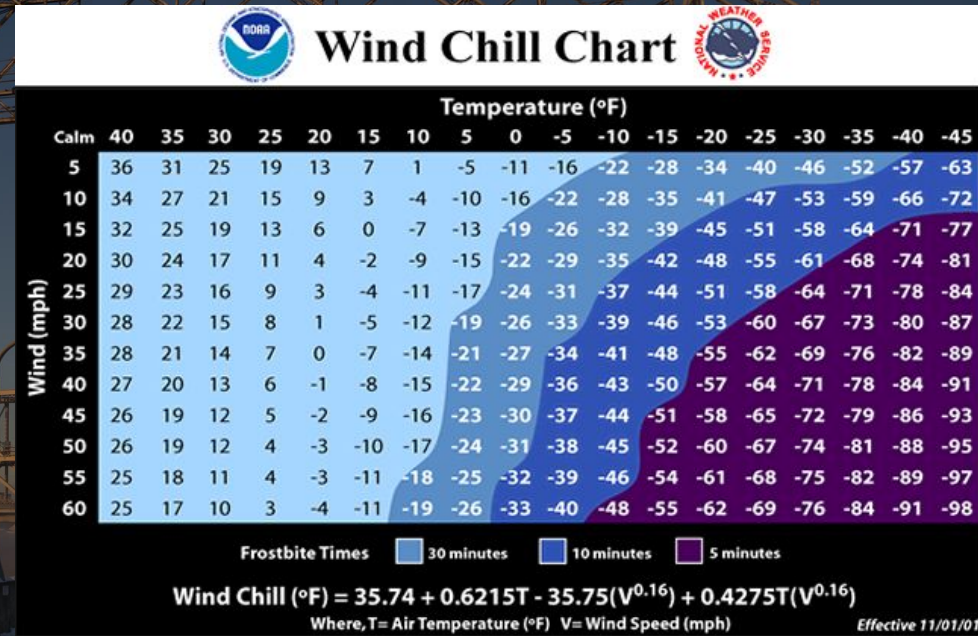 NOAA
Wind Chill Chart
NATIONAL WEATHER SERVICE
Temperature (ºF)
Calm 40 35 30 25 20 15 10 5 0 -5 -10 -15 -20 -25 -30 -35 -40 -45
Wind (mph)
5 36 31 25 19 13 7 1 -5 -11 -16 -22 -28 -34 -40 -46 -52 -57 -63
10 34 27 21 15 9 3 -4 -10 -16 -22 -28 -35 -41 -47 -53 -59 -66 -72
15 32 25 19 13 6 0 -7 -13 -19 -26 -32 -39 -45 -51 -58 -64 -71 -77
20 30 24 17 11 4 -2 -9 -15 -22 -29 -35 -42 -48 -55 -61 -68 -74 -81
25 29 23 16 9 3 -4 -11 -17 -24 -31 -37 -44 -51 -58 -64 -71 -78 -84
30 28 22 15 8 1 -5 -12 -19 -26 -33 -39 -46 -53 -60 -67 -73 -80 -87
35 28 21 14 7 0 -7 -14 -21 -27 -34 -41 -48 -55 -62 -69 -76 -82 -89
40 27 20 13 6 -1 -8 -15 -22 -29 -36 -43 -50 -57 -64 -71 -78 -84 -91
45 26 19 12 5 -2 -9 -16 -23 -30 -37 -44 -51 -58 -65 -72 -79 -86 -93
50 26 19 12 4 -3 -10 -17 -24 -31 -38 -45 -52 -60 -67 -74 -81 -88 -95
55 25 18 11 4 -3 -11 -18 -25 -32 -39 -46 -54 -61 -68 -75 -82 -89 -97
60 25 17 10 3 -4 -11 -19 -26 -33 -40 -48 -55 -62 -69 -76 -84 -91 -98
Frostbite Times 30 minutes 10 minutes 5 minutes
Wind Chill (ºF) = 35.74 + 0.6215T - 35.75(V^0.16) + 0.4275T(V^0.16)
Where, T= Air Temperature (ºF) V= Wind Speed (mph)
Effective 11/01/01